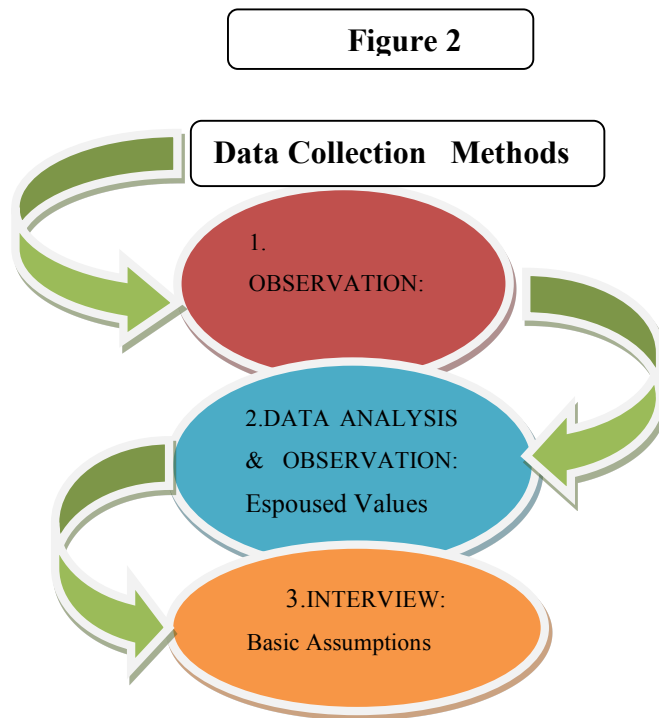 Figure 2
Data Collection Methods
1.
OBSERVATION:
2.DATA ANALYSIS
& OBSERVATION:
Espoused Values
3.INTERVIEW:
Basic Assumptions